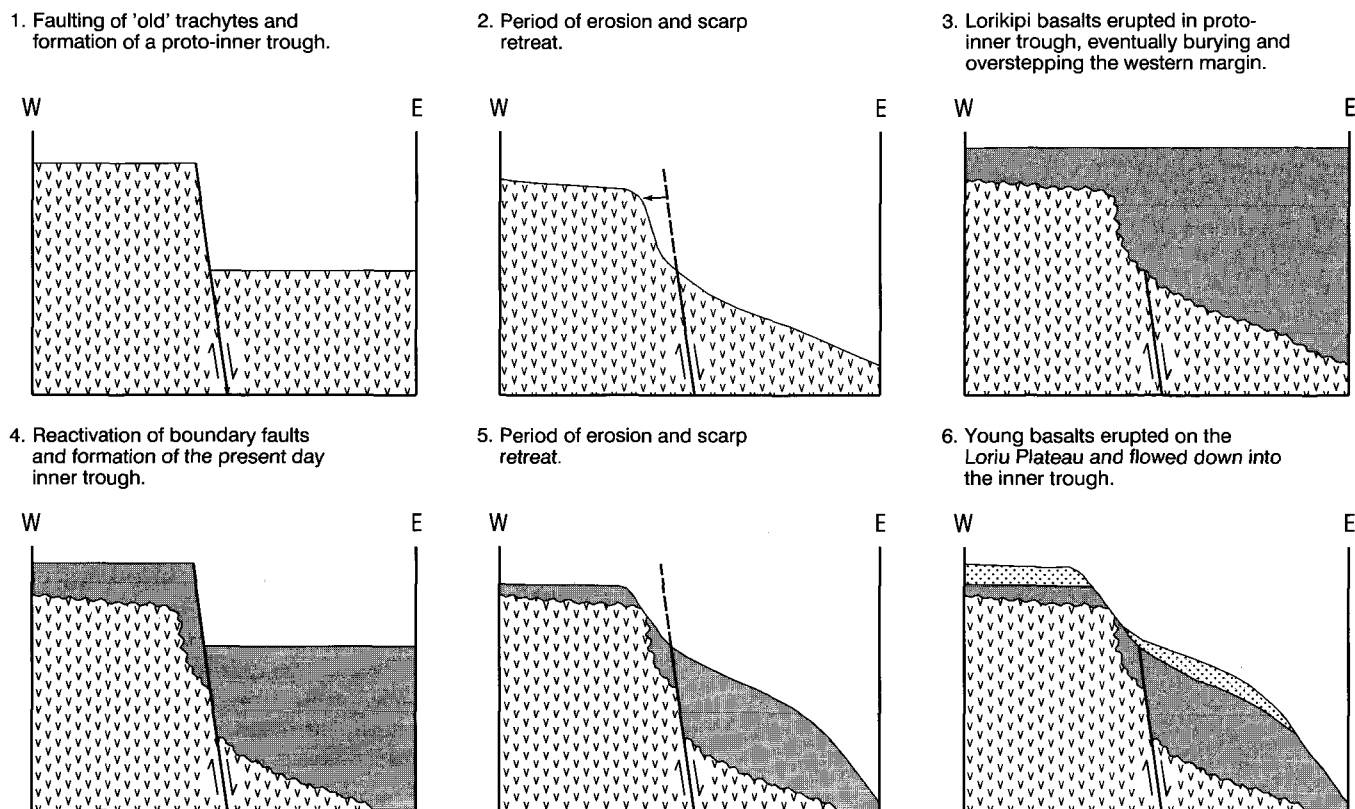 1. Faulting of 'old' trachytes and
formation of a proto-inner trough.
W E
2. Period of erosion and scarp
retreat.
W E
3. Lorikipi basalts erupted in proto-
inner trough, eventually burying and
overstepping the western margin.
W E
4. Reactivation of boundary faults
and formation of the present day
inner trough.
W E
5. Period of erosion and scarp
retreat.
W E
6. Young basalts erupted on the
Loriu Plateau and flowed down into
the inner trough.
W E